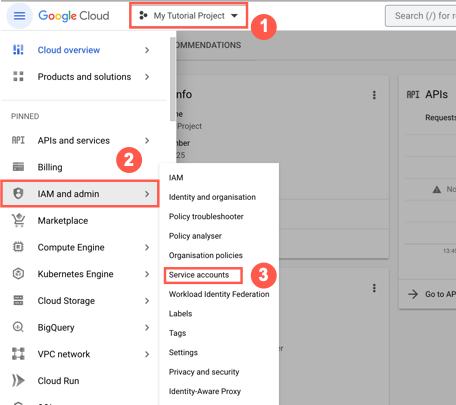 Google Cloud
My Tutorial Project
Search (/) for r
1
Cloud overview
OMMENDATIONS
Products and solutions
nfo
API APIs
PINNED
me
Requests
Project
API APIs and services
mber
2
25
Billing
IAM
No
IAM and admin
Identity and organisation
Marketplace
Policy troubleshooter
Policy analyser
Compute Engine
Organisation policies
13:45
Kubernetes Engine
Service accounts
3
Workload Identity Federation
Go to AP
Cloud Storage
Labels
BigQuery
Tags
VPC network
Settings
er
Cloud Run
Privacy and security
Identity-Aware Proxy